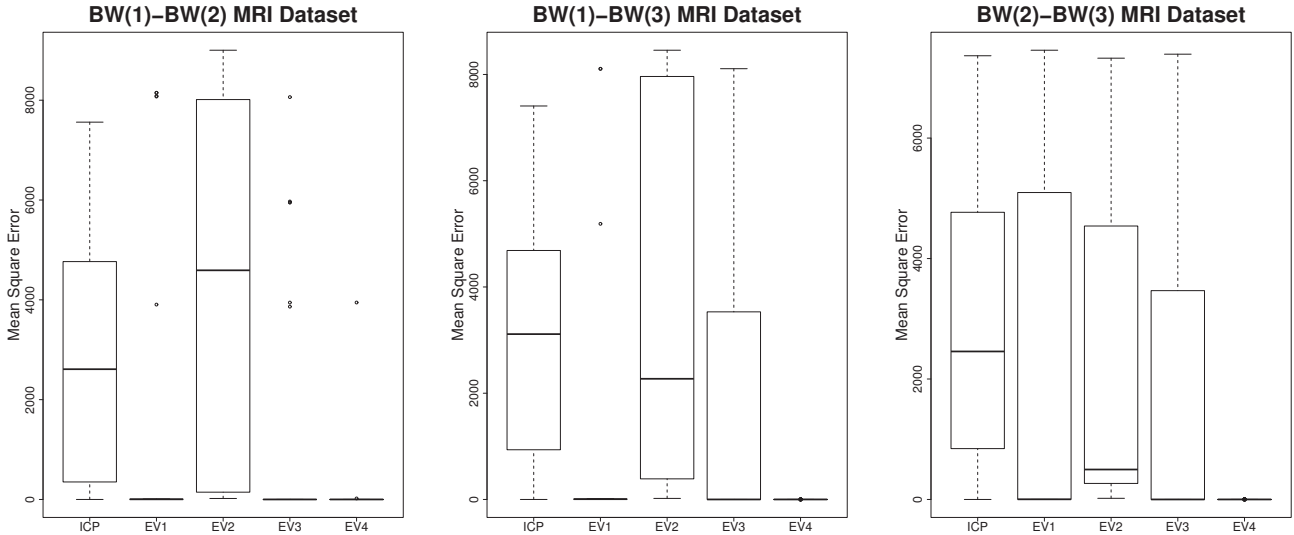 BW(1)−BW(2) MRI Dataset
Mean Square Error
8000
6000
4000
2000
0
ICP EV1 EV2 EV3 EV4
BW(1)−BW(3) MRI Dataset
Mean Square Error
8000
6000
4000
2000
0
ICP EV1 EV2 EV3 EV4
BW(2)−BW(3) MRI Dataset
Mean Square Error
6000
4000
2000
0
ICP EV1 EV2 EV3 EV4